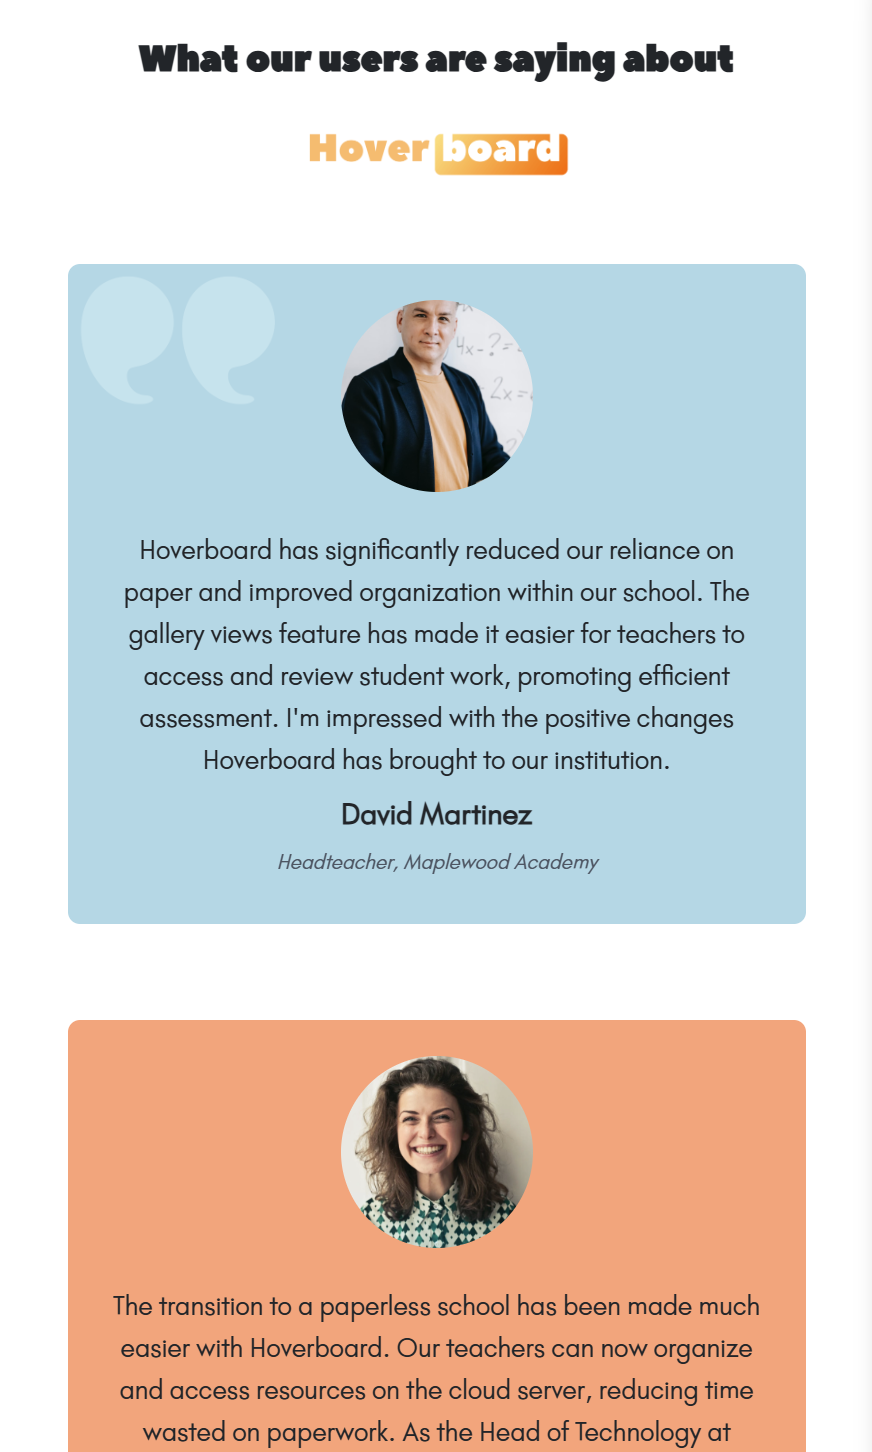 What our users are saying about
Hover board
4x-?=
2x=
Hoverboard has significantly reduced our reliance on
paper and improved organization within our school. The
gallery views feature has made it easier for teachers to
access and review student work, promoting efficient
assessment. I'm impressed with the positive changes
Hoverboard has brought to our institution.
David Martinez
Headteacher, Maplewood Academy
The transition to a paperless school has been made much
easier with Hoverboard. Our teachers can now organize
and access resources on the cloud server, reducing time
wasted on paperwork. As the Head of Technology at